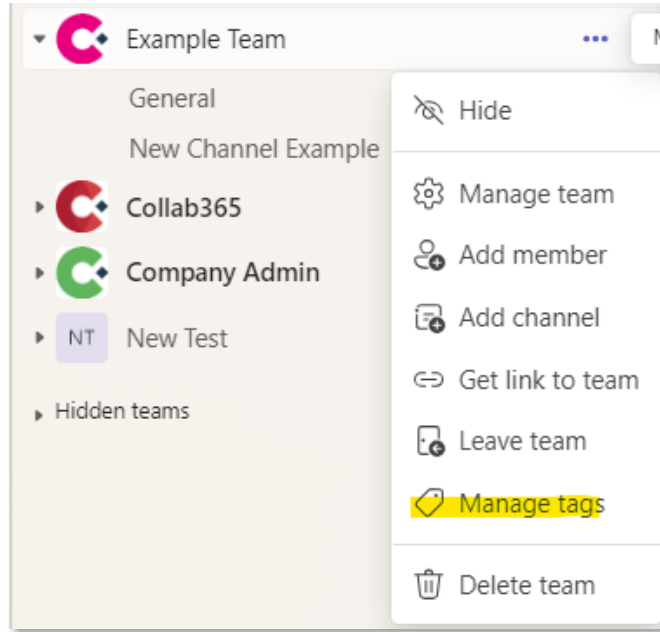 Example Team
General
New Channel Example
Collab365
Company Admin
NT New Test
Hidden teams
Hide
Manage team
Add member
Add channel
Get link to team
Leave team
Manage tags
Delete team